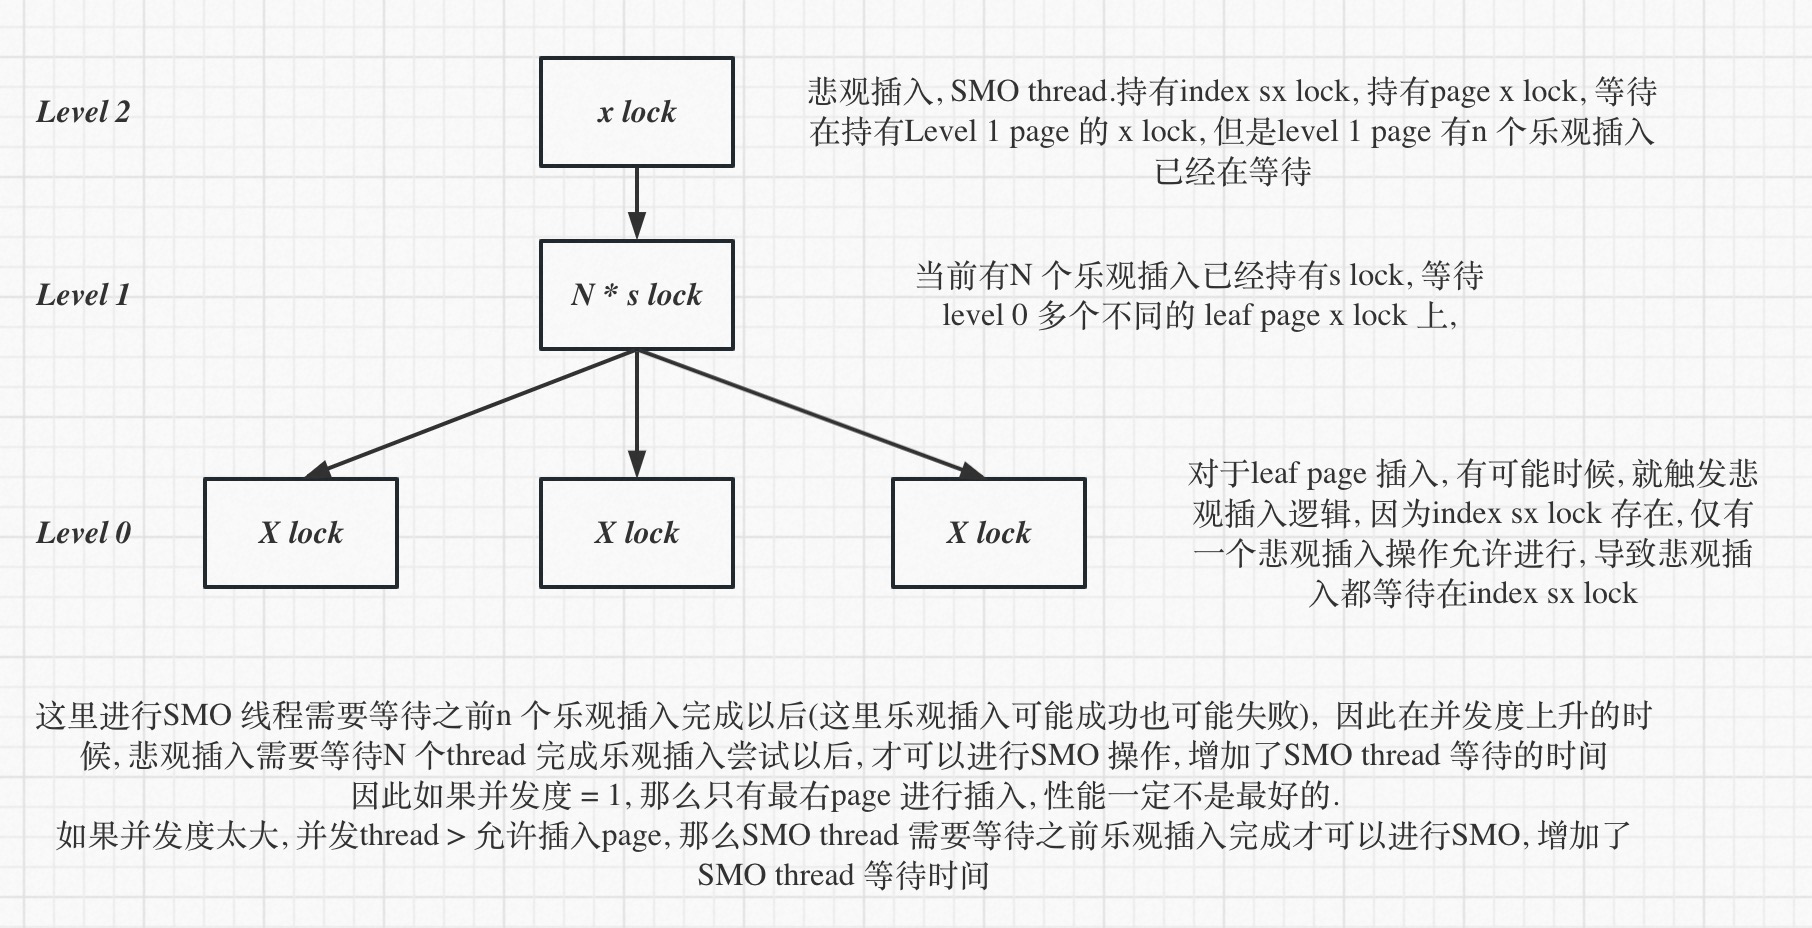 Level 2
x lock
悲观插入, SMO thread.持有index sx lock, 持有page x lock, 等待
在持有Level 1 page 的 x lock, 但是level 1 page 有n 个乐观插入
已经在等待
Level 1
N * s lock
当前有N 个乐观插入已经持有s lock, 等待
level 0 多个不同的 leaf page x lock 上,
Level 0
X lock
X lock
X lock
对于leaf page 插入, 有可能时候, 就触发悲
观插入逻辑, 因为index sx lock 存在, 仅有
一个悲观插入操作允许进行, 导致悲观插
入都等待在index sx lock
这里进行SMO 线程需要等待之前n 个乐观插入完成以后(这里乐观插入可能成功也可能失败),  因此在并发度上升的时
候, 悲观插入需要等待N 个thread 完成乐观插入尝试以后, 才可以进行SMO 操作, 增加了SMO thread 等待的时间
因此如果并发度 = 1, 那么只有最右page 进行插入, 性能一定不是最好的.
如果并发度太大, 并发thread > 允许插入page, 那么SMO thread 需要等待之前乐观插入完成才可以进行SMO, 增加了
SMO thread 等待时间